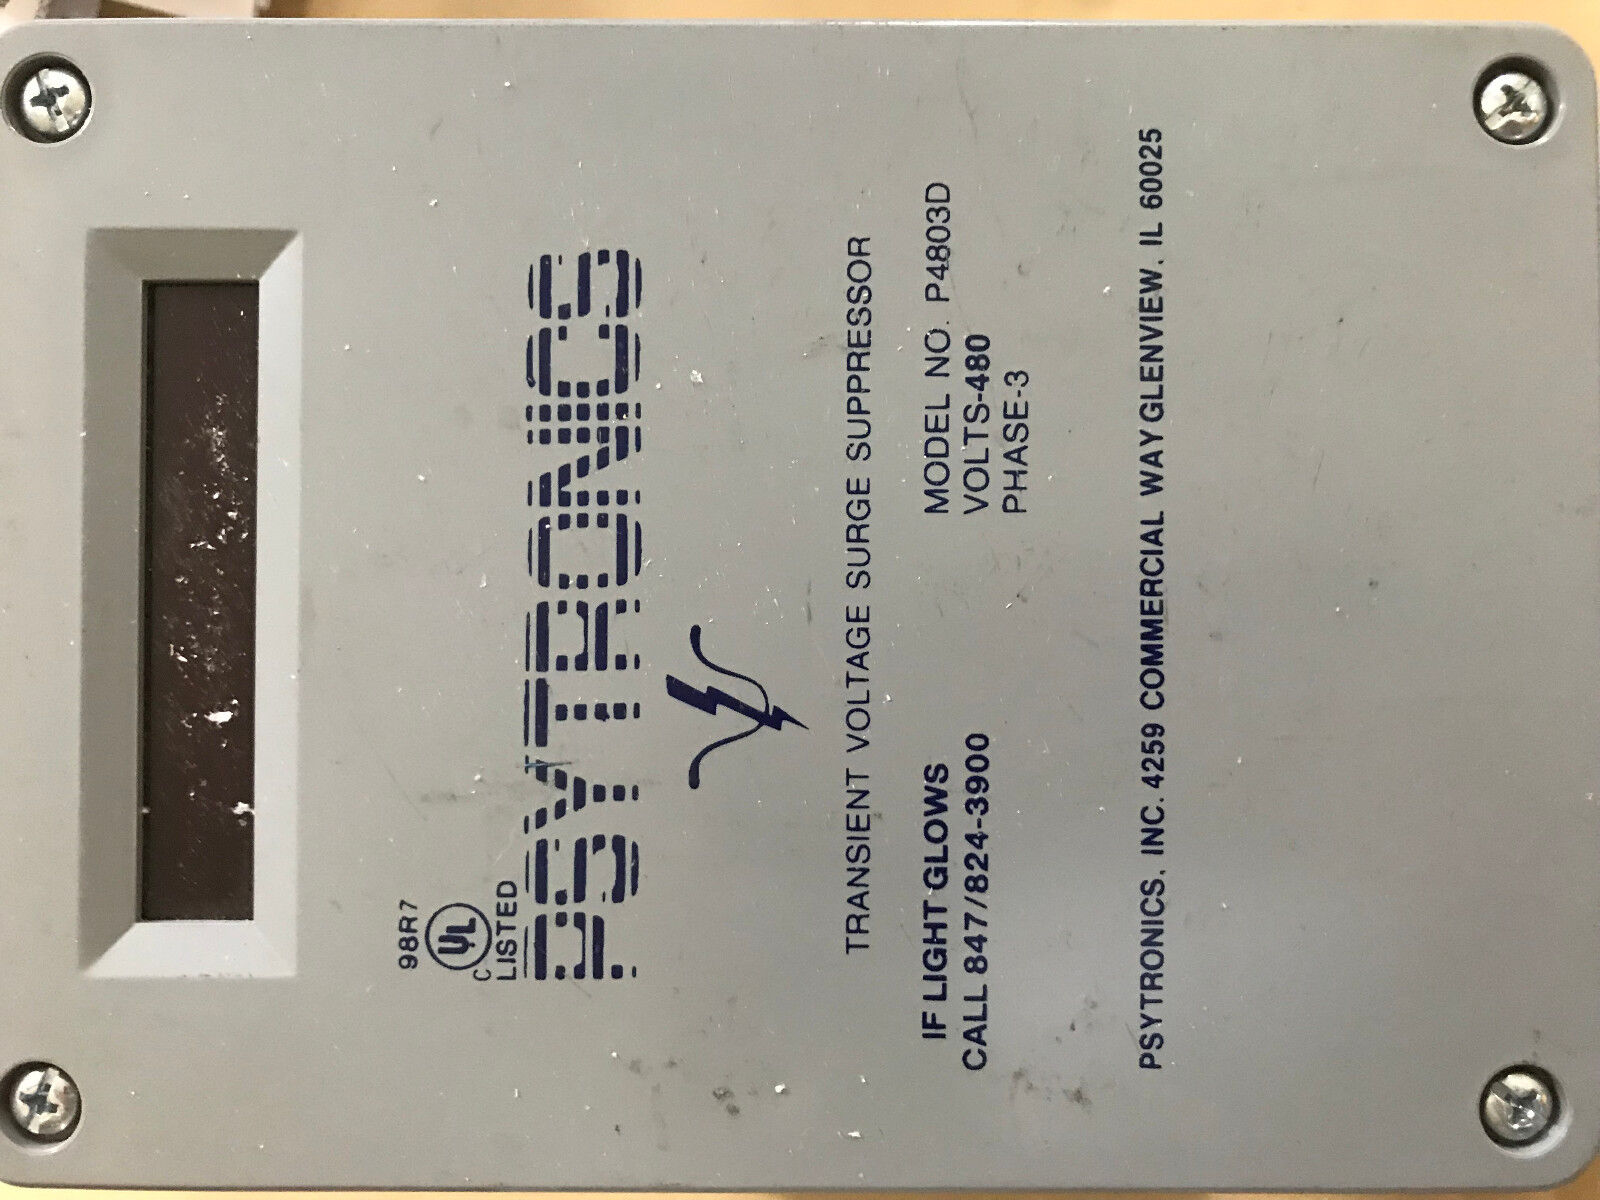 98R7
UL
C
LISTED
PSYTRONICS
TRANSIENT VOLTAGE SURGE SUPPRESSOR
IF LIGHT GLOWS
CALL 847/824-3900
MODEL NO. P4803D
VOLTS-480
PHASE-3
PSYTRONICS, INC. 4259 COMMERCIAL WAY GLENVIEW, IL 60025